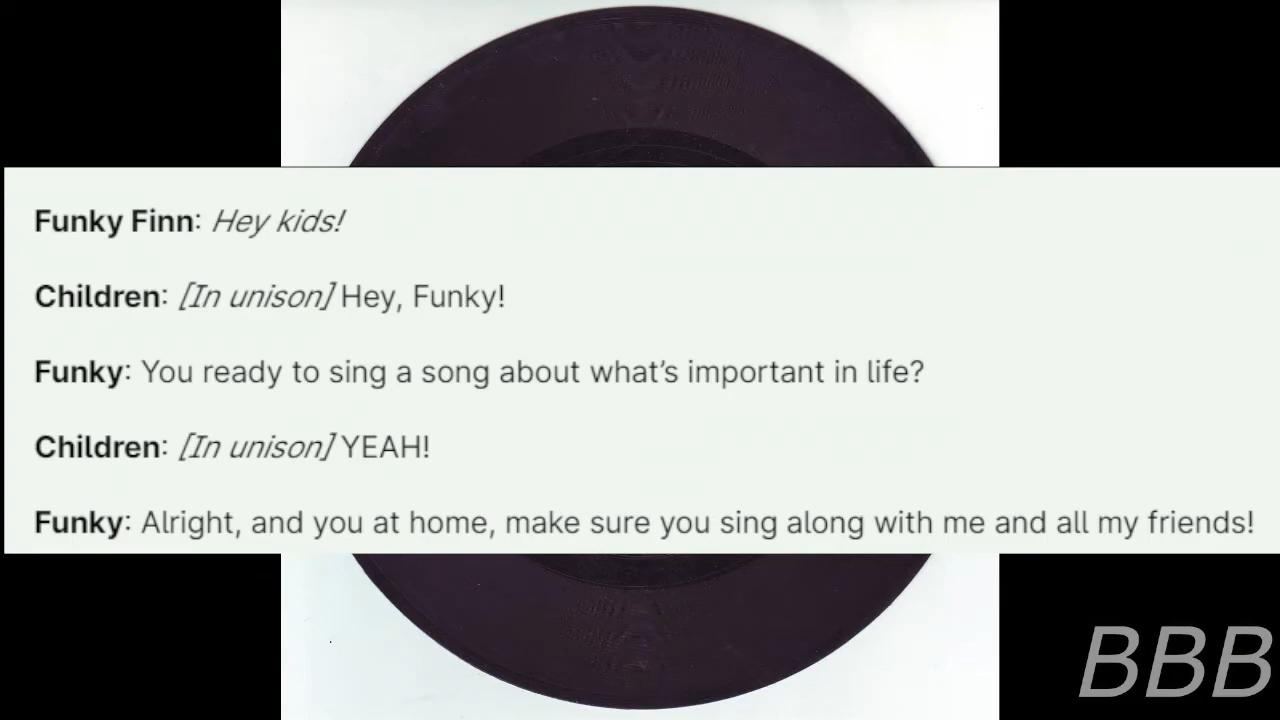 Funky Finn: Hey kids!
Children: [In unison] Hey, Funky!
Funky: You ready to sing a song about what’s important in life?
Children: [In unison] YEAH!
Funky: Alright, and you at home, make sure you sing along with me and all my friends!
BBB